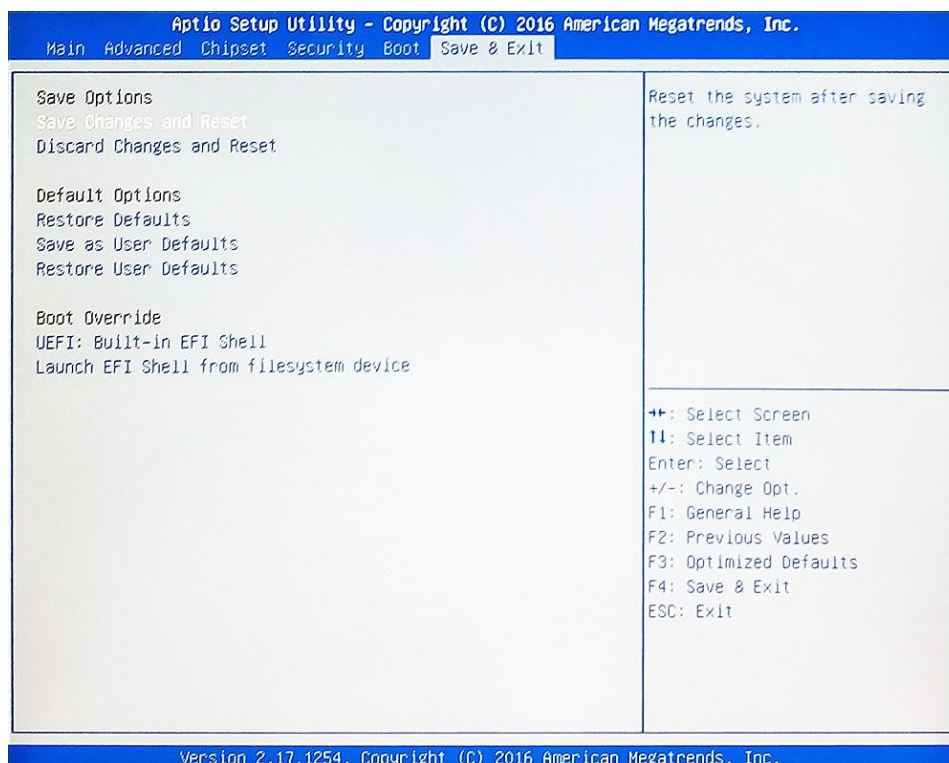 Aptio Setup Utility - Copyright (C) 2016 American Megatrends, Inc.
Main Advanced Chipset Security Boot Save & Exit
Save Options
Save Changes and Reset
Discard Changes and Reset
Default Options
Restore Defaults
Save as User Defaults
Restore User Defaults
Boot Override
UEFI: Built-in EFI Shell
Launch EFI Shell from filesystem device
Reset the system after saving
the changes.
→←: Select Screen
↑↓: Select Item
Enter: Select
+/-: Change Opt.
F1: General Help
F2: Previous Values
F3: Optimized Defaults
F4: Save & Exit
ESC: Exit
Version 2.17.1254. Copyright (C) 2016 American Megatrends, Inc.